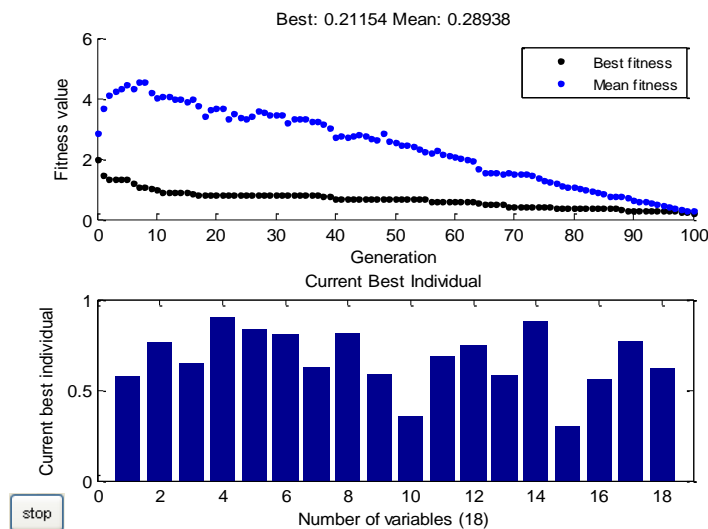 Best: 0.21154 Mean: 0.28938
6
4
2
0
Fitness value
Best fitness
Mean fitness
0 10 20 30 40 50 60 70 80 90 100
Generation
Current Best Individual
1
0.5
0
Current best individual
0 2 4 6 8 10 12 14 16 18
Number of variables (18)
stop